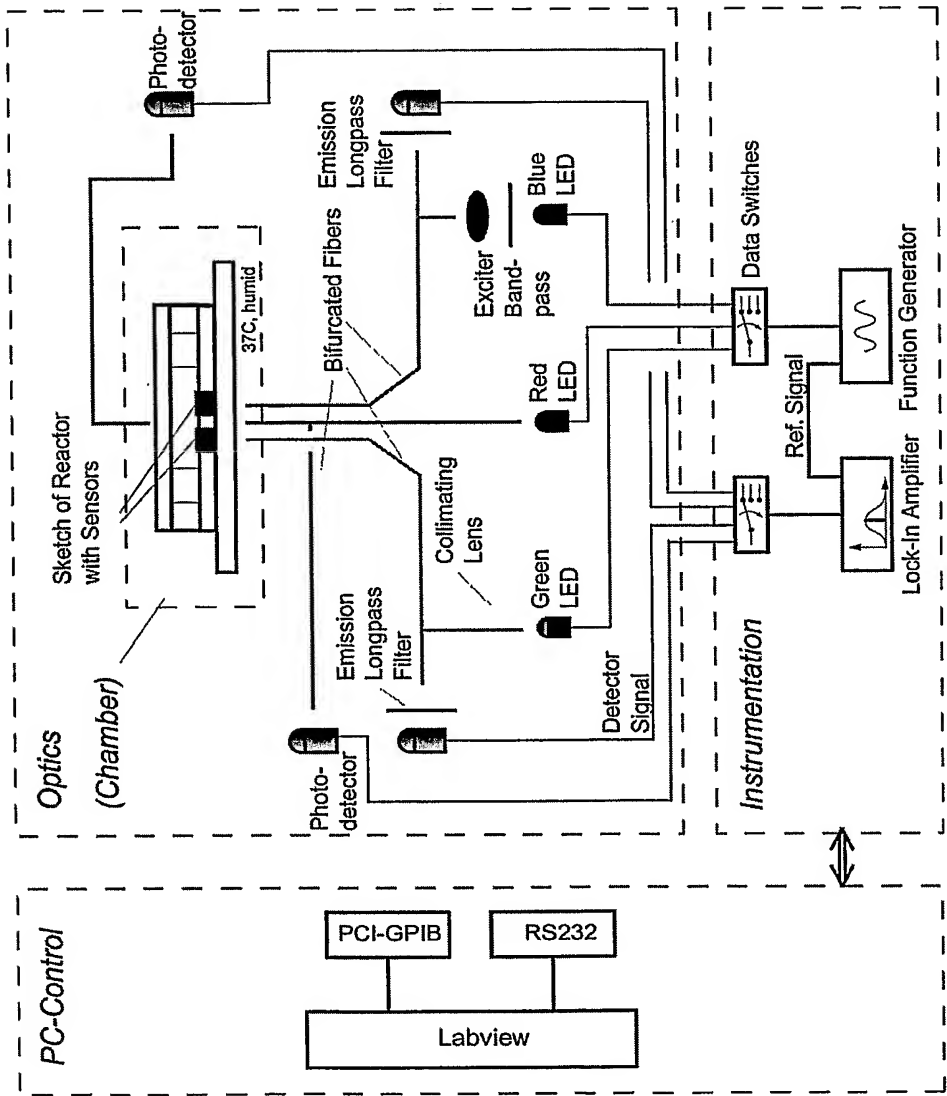 Optics
(Chamber)
Sketch of Reactor
with Sensors
37C, humid
Photo-
detector
Bifurcated Fibers
Emission
Longpass
Filter
Emission
Longpass
Filter
Photo-
detector
Collimating
Lens
Exciter
Band-
pass
Green
LED
Red
LED
Blue
LED
Detector
Signal
Instrumentation
Data Switches
Ref. Signal
Lock-In Amplifier
Function Generator
PC-Control
PCI-GPIB
RS232
Labview